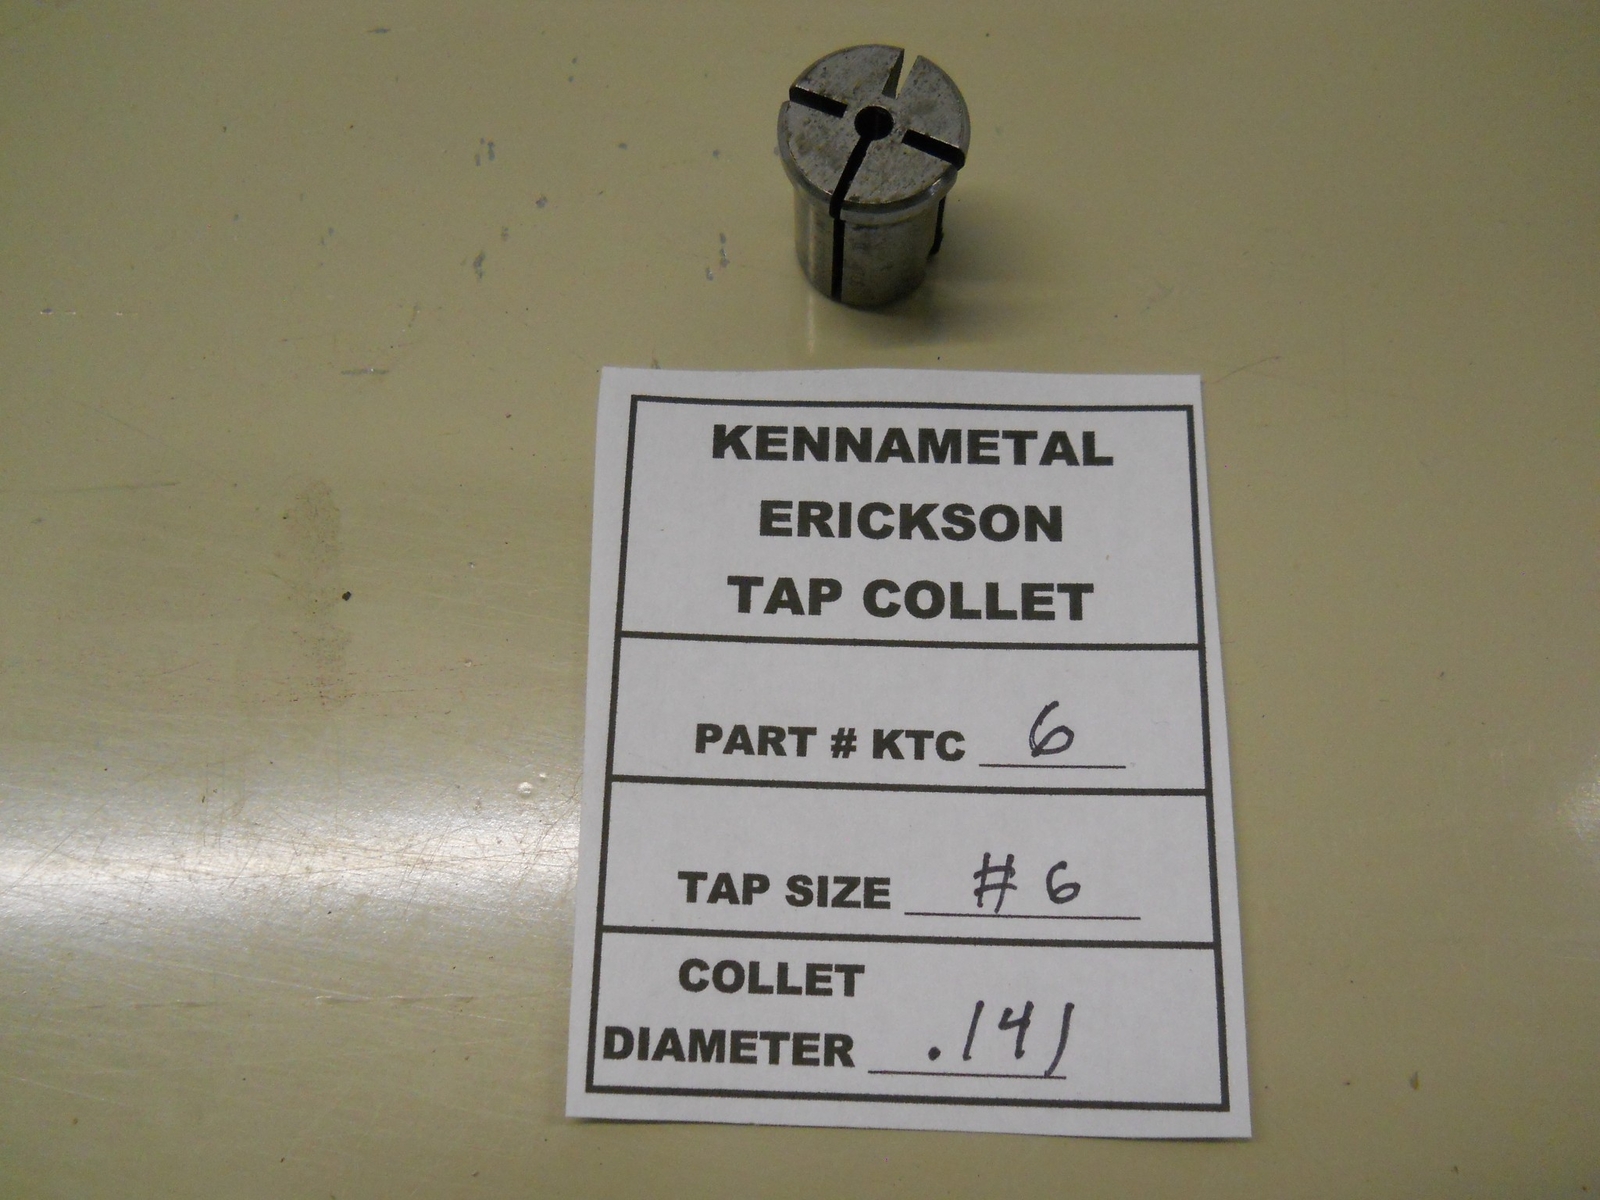 KENNAMETAL
ERICKSON
TAP COLLET
PART # KTC 6
TAP SIZE # 6
COLLET
DIAMETER .141